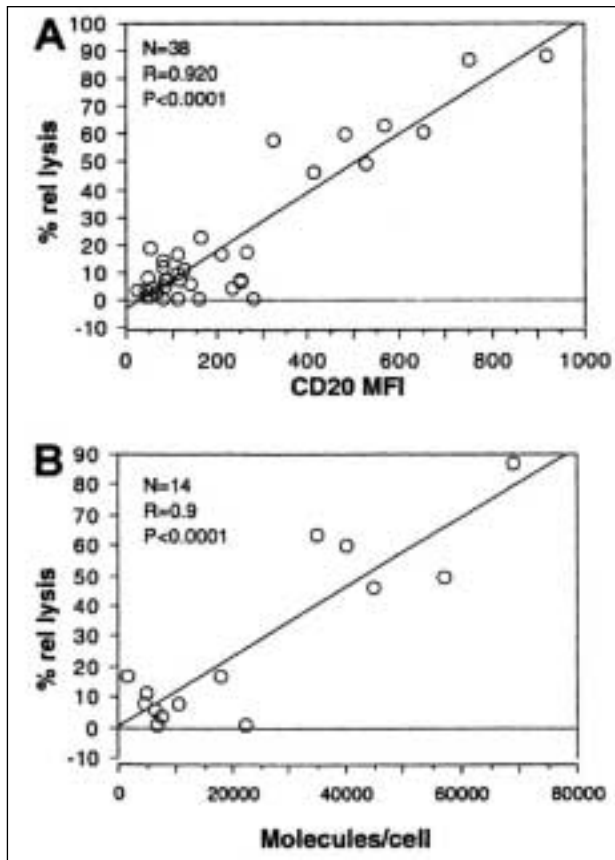 A
N=38
R=0.920
P<0.0001
% rel lysis
100
90
80
70
60
50
40
30
20
10
0
-10
0 200 400 600 800 1000
CD20 MFI
B
N=14
R=0.9
P<0.0001
% rel lysis
90
80
70
60
50
40
30
20
10
0
-10
0 20000 40000 60000 80000
Molecules/cell